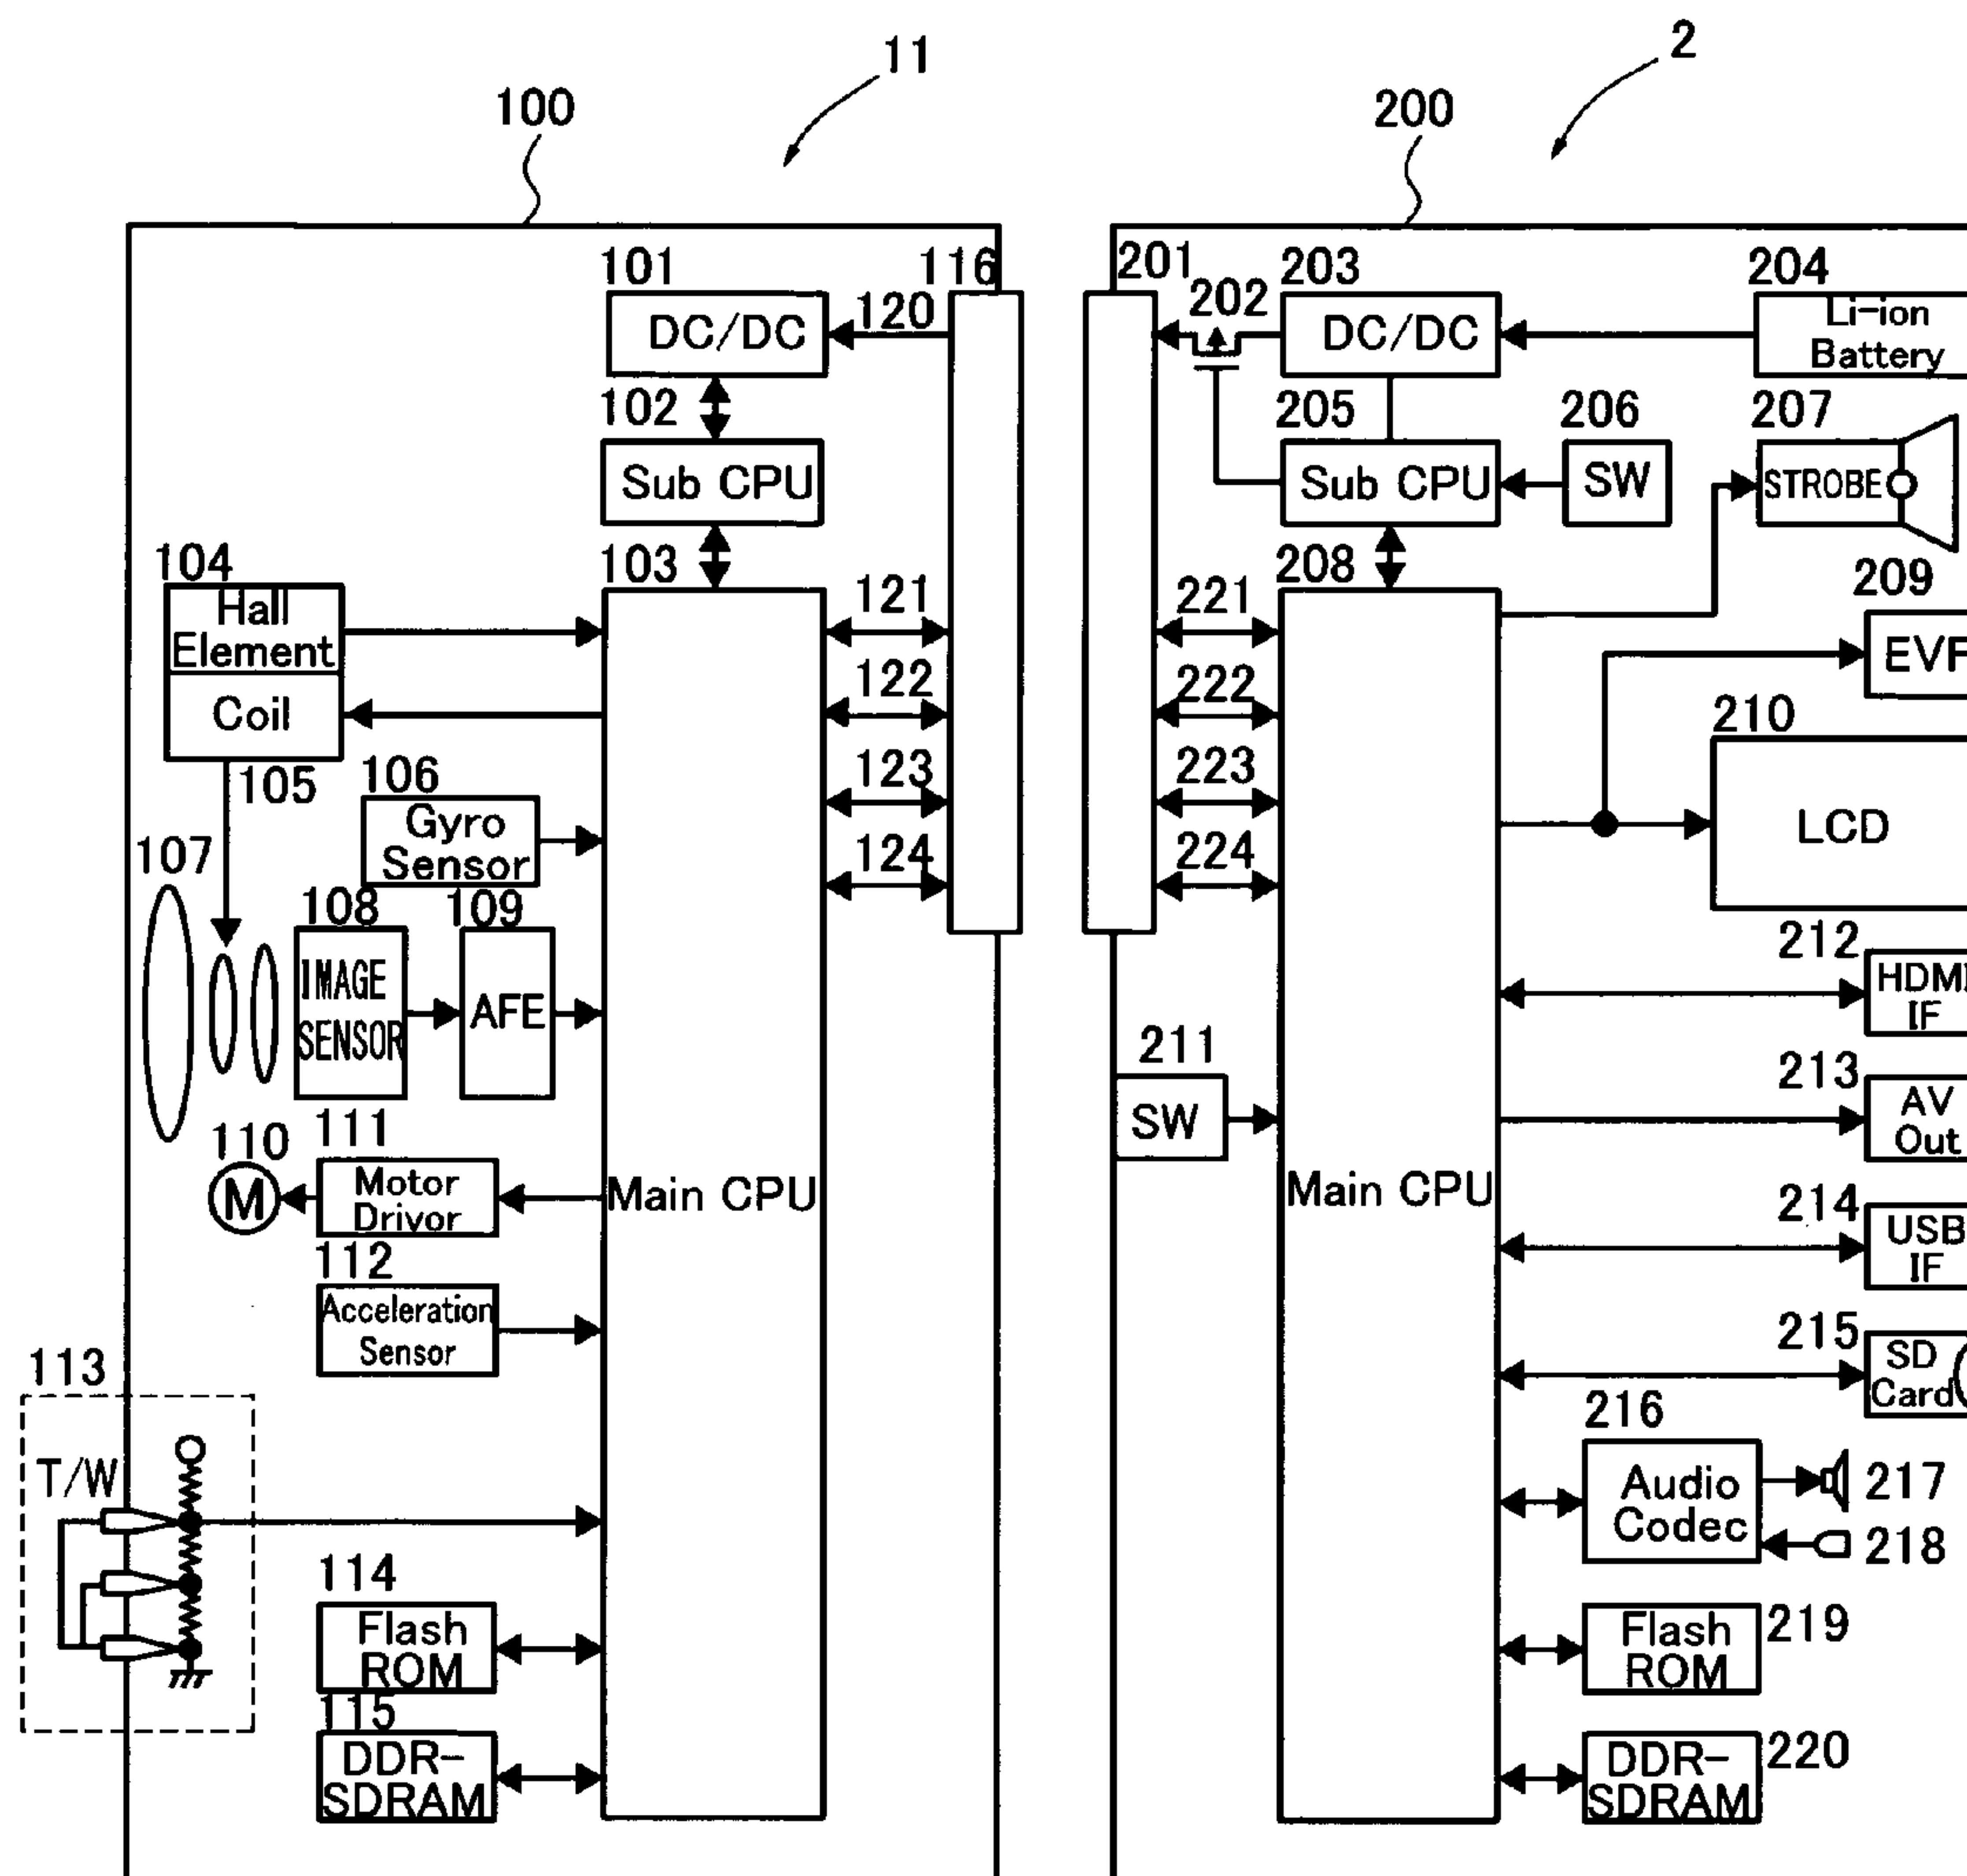 11
2
100
200
101
116
201
202
203
204
DC/DC
120
DC/DC
Li-ion
Battery
102
205
206
207
Sub CPU
Sub CPU
SW
STROBE
104
103
208
209
Hall
Element
121
221
EVF
Coil
122
222
210
105
106
123
223
Gyro
Sensor
LCD
107
124
224
108
109
212
IMAGE
SENSOR
AFE
HDMI
IF
211
213
SW
AV
Out
110
111
M
Motor
Drivor
Main CPU
Main CPU
214
USB
IF
112
Acceleration
Sensor
215
SD
Card
113
216
T/W
Audio
Codec
217
218
114
Flash
ROM
Flash
ROM
219
115
DDR-
SDRAM
DDR-
SDRAM
220